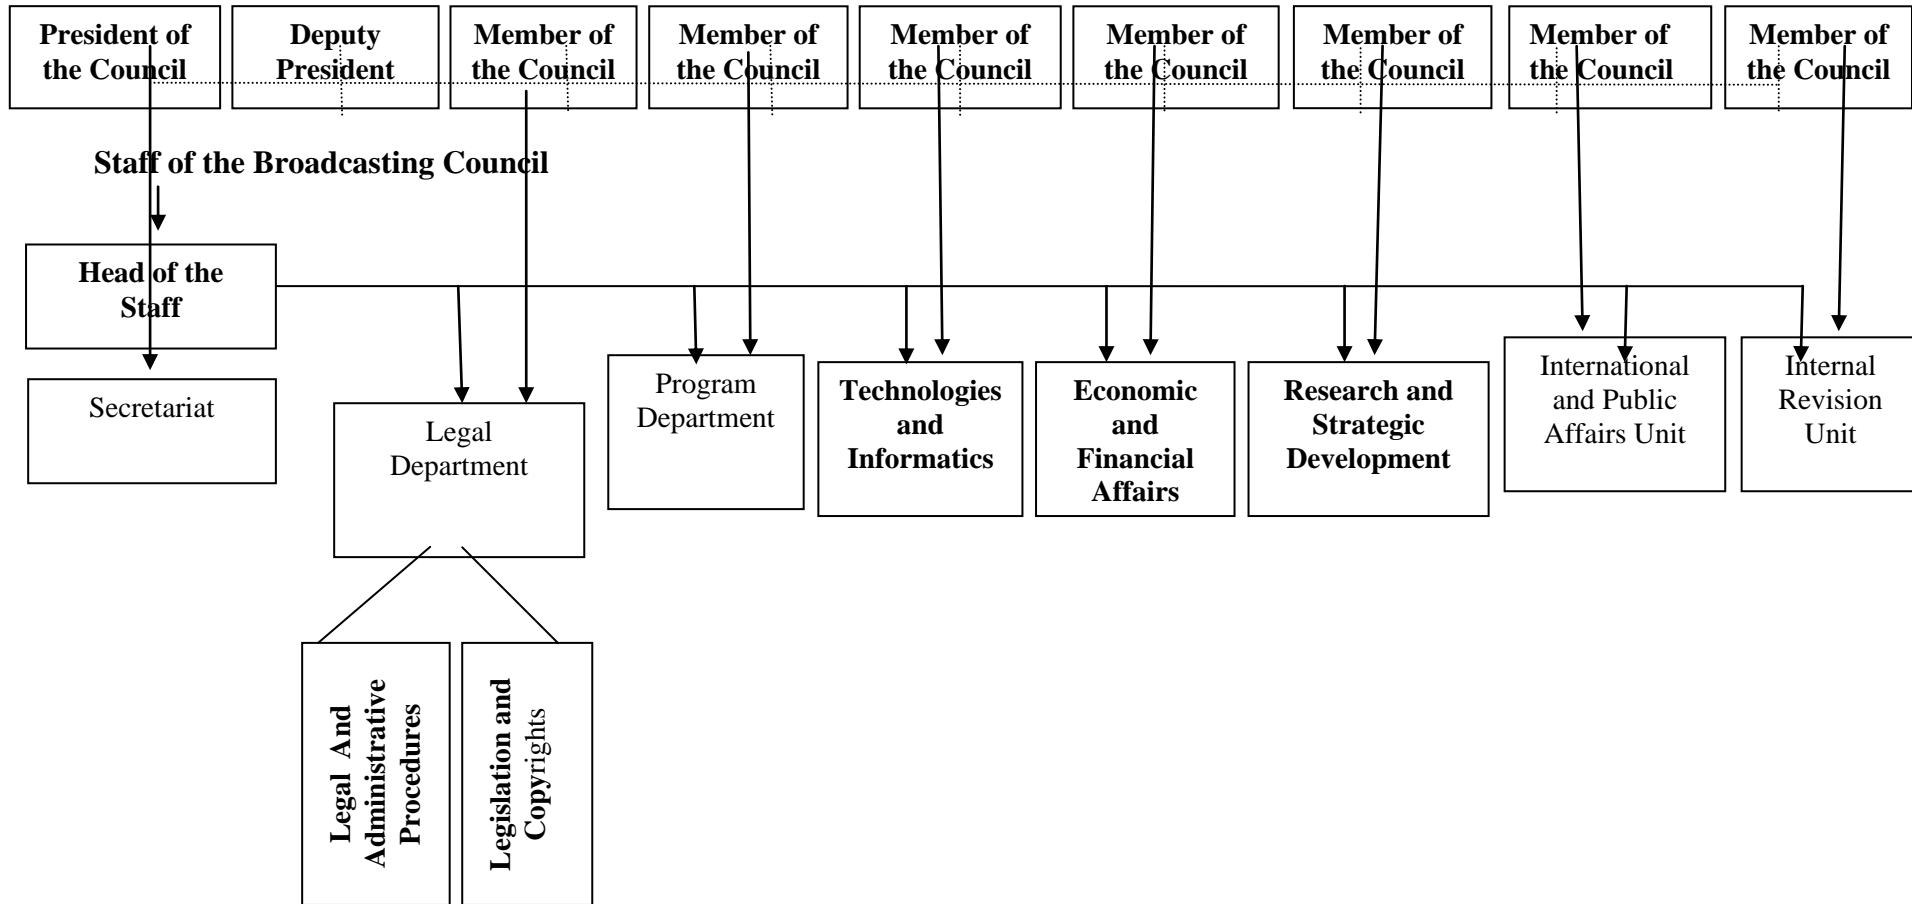 President of
the Council
Deputy
President
Member of
the Council
Member of
the Council
Member of
the Council
Member of
the Council
Member of
the Council
Member of
the Council
Member of
the Council
Staff of the Broadcasting Council
Head of the
Staff
Secretariat
Legal
Department
Program
Department
Technologies
and
Informatics
Economic
and
Financial
Affairs
Research and
Strategic
Development
International
and Public
Affairs Unit
Internal
Revision
Unit
Legal And
Administrative
Procedures
Legislation and
Copyrights